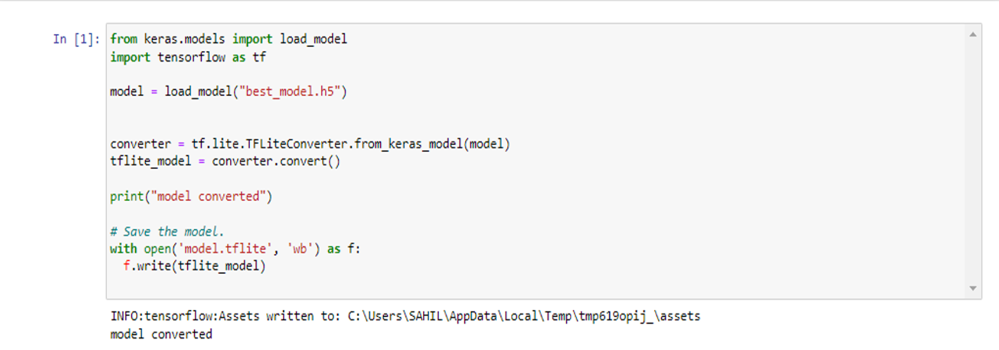 In [1]:
from keras.models import load_model
import tensorflow as tf
model = load_model("best_model.h5")
converter = tf.lite.TFLiteConverter.from_keras_model(model)
tflite_model = converter.convert()
print("model converted")
# Save the model.
with open('model.tflite', 'wb') as f:
  f.write(tflite_model)
INFO:tensorflow:Assets written to: C:\Users\SAHIL\AppData\Local\Temp\tmp619opij_\assets
model converted